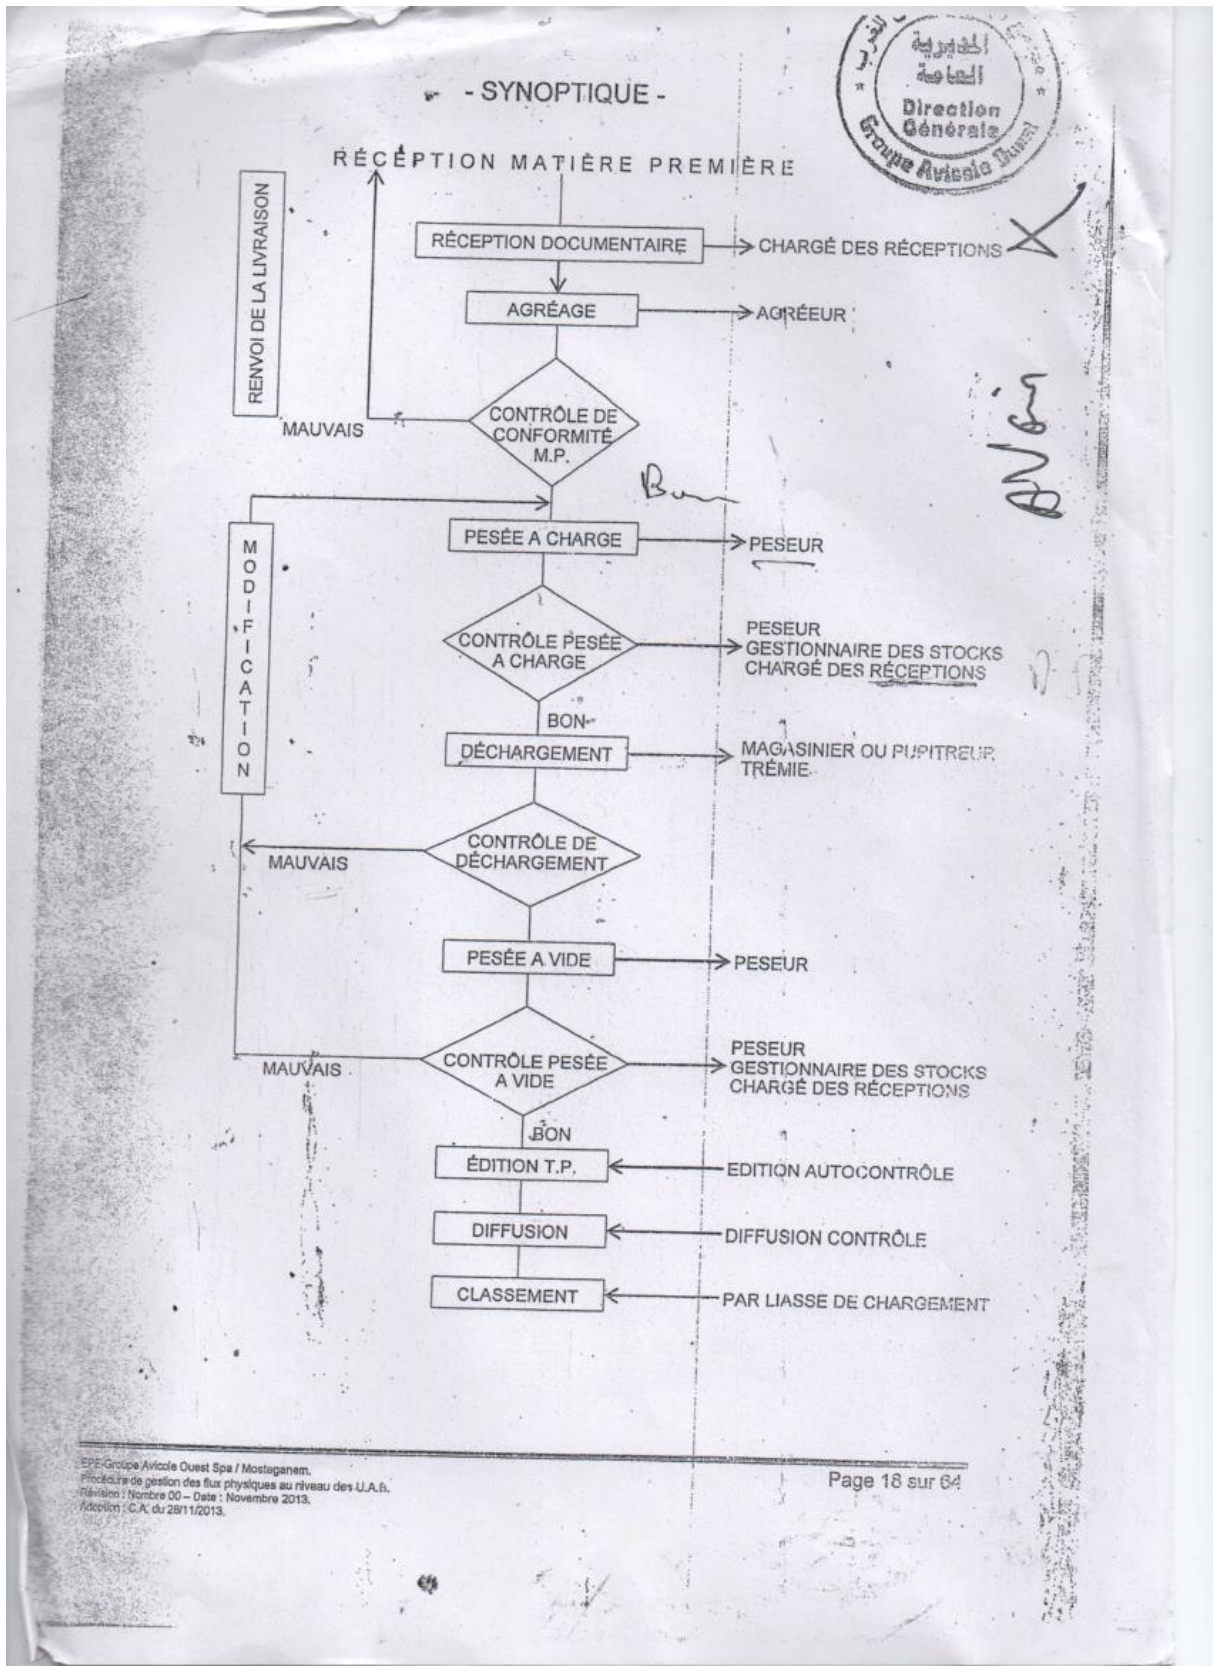 المديرية
العامة
Direction
Générale
Groupe Avicole Ouest
- SYNOPTIQUE -
RÉCÉPTION MATIÈRE PREMIÈRE
RENVOI DE LA LIVRAISON
RÉCÉPTION DOCUMENTAIRE
CHARGÉ DES RÉCEPTIONS
AGRÉAGE
AGRÉEUR
CONTRÔLE DE
CONFORMITÉ
M.P.
MAUVAIS
Bon
PESÉE A CHARGE
PESEUR
MODIFICATION
CONTRÔLE PESÉE
A CHARGE
PESEUR
GESTIONNAIRE DES STOCKS
CHARGÉ DES RÉCEPTIONS
BON
DÉCHARGEMENT
MAGASINIER OU PUPITREUR
TRÉMIE
CONTRÔLE DE
DÉCHARGEMENT
MAUVAIS
PESÉE A VIDE
PESEUR
CONTRÔLE PESÉE
A VIDE
MAUVAIS
PESEUR
GESTIONNAIRE DES STOCKS
CHARGÉ DES RÉCEPTIONS
BON
ÉDITION T.P.
EDITION AUTOCONTRÔLE
DIFFUSION
DIFFUSION CONTRÔLE
CLASSEMENT
PAR LIASSE DE CHARGEMENT
EPE-Groupe Avicole Ouest Spa / Mostaganem.
Procédure de gestion des flux physiques au niveau des U.A.B.
Révision : Nombre 00 – Date : Novembre 2013.
Adoption : C.A. du 28/11/2013.
Page 18 sur 64